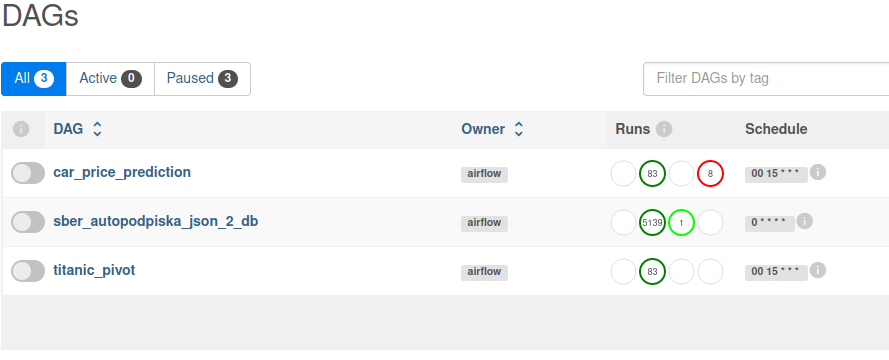 DAGs
All 3 Active 0 Paused 3 Filter DAGs by tag
i DAG Owner Runs i Schedule
car_price_prediction airflow 83 8 00 15 * * * i
sber_autopodpiska_json_2_db airflow 5139 1 0 * * * * i
titanic_pivot airflow 83 00 15 * * * i